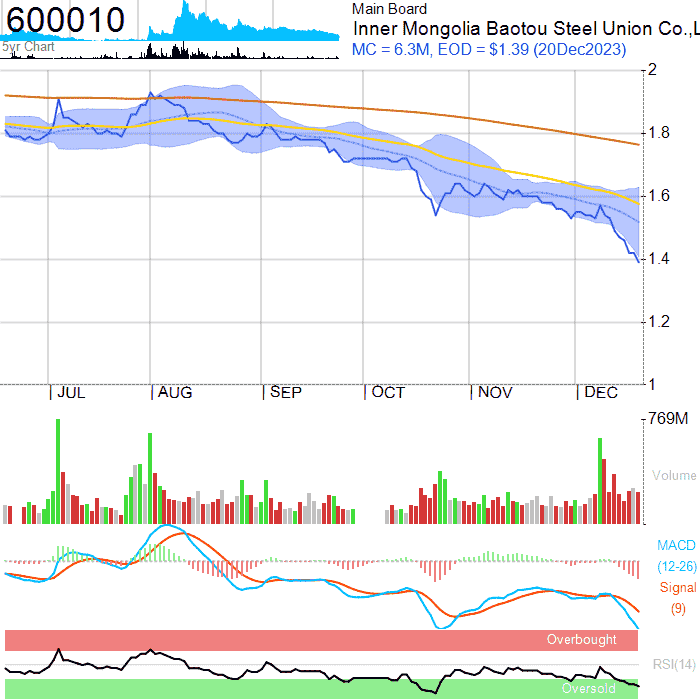 600010
5yr Chart
Main Board
Inner Mongolia Baotou Steel Union Co.,L
MC = 6.3M, EOD = $1.39 (20Dec2023)
2
1.8
1.6
1.4
1.2
1
JUL AUG SEP OCT NOV DEC
769M
Volume
MACD
(12-26)
Signal
(9)
Overbought
RSI(14)
Oversold